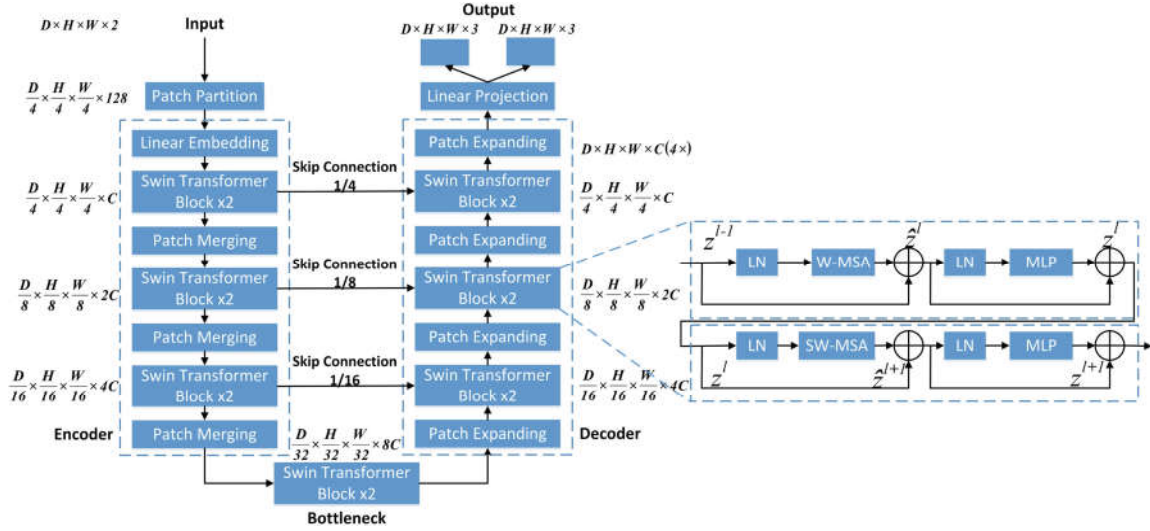 Input
D×H×W×2
Patch Partition
D/4 × H/4 × W/4 ×128
Linear Embedding
Swin Transformer
Block x2
D/4 × H/4 × W/4 ×C
Patch Merging
Swin Transformer
Block x2
D/8 × H/8 × W/8 ×2C
Patch Merging
Swin Transformer
Block x2
D/16 × H/16 × W/16 ×4C
Patch Merging
Encoder
Skip Connection
1/4
Skip Connection
1/8
Skip Connection
1/16
D/32 × H/32 × W/32 ×8C
Swin Transformer
Block x2
Bottleneck
Output
D×H×W×3
D×H×W×3
Linear Projection
Patch Expanding
D×H×W×C(4×)
Swin Transformer
Block x2
D/4 × H/4 × W/4 ×C
Patch Expanding
Swin Transformer
Block x2
D/8 × H/8 × W/8 ×2C
Patch Expanding
Swin Transformer
Block x2
D/16 × H/16 × W/16 ×4C
Patch Expanding
Decoder
z^{l-1}
LN
W-MSA
ẑ^{l}
LN
MLP
z^{l}
z^{l}
LN
SW-MSA
ẑ^{l+1}
LN
MLP
z^{l+1}